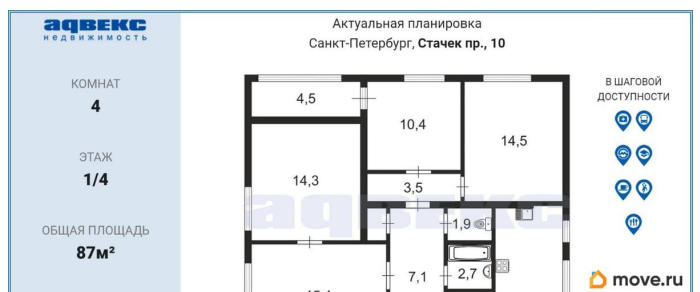 адвекс
недвижимость
КОМНАТ
4
ЭТАЖ
1/4
ОБЩАЯ ПЛОЩАДЬ
87м²
Актуальная планировка
Санкт-Петербург, Стачек пр., 10
4,5
10,4
14,5
14,3
3,5
адвекс
1,9
7,1
2,7
В ШАГОВОЙ
ДОСТУПНОСТИ
move.ru